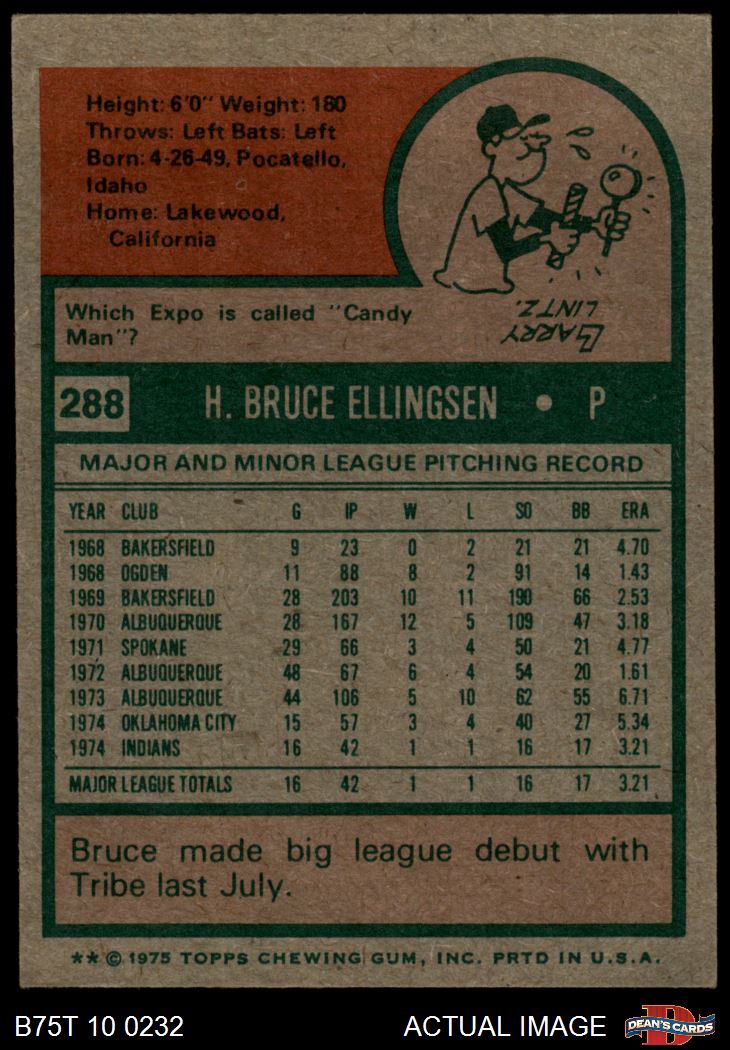 Height: 6'0" Weight: 180
Throws: Left Bats: Left
Born: 4-26-49, Pocatello,
Idaho
Home: Lakewood,
California
Which Expo is called "Candy
Man"?
LARRY
LINTZ.
288 H. BRUCE ELLINGSEN • P
MAJOR AND MINOR LEAGUE PITCHING RECORD
YEAR CLUB G IP W L SO BB ERA
1968 BAKERSFIELD 9 23 0 2 21 21 4.70
1968 OGDEN 11 88 8 2 91 14 1.43
1969 BAKERSFIELD 28 203 10 11 190 66 2.53
1970 ALBUQUERQUE 28 167 12 5 109 47 3.18
1971 SPOKANE 29 66 3 4 50 21 4.77
1972 ALBUQUERQUE 48 67 6 4 54 20 1.61
1973 ALBUQUERQUE 44 106 5 10 62 55 6.71
1974 OKLAHOMA CITY 15 57 3 4 40 27 5.34
1974 INDIANS 16 42 1 1 16 17 3.21
MAJOR LEAGUE TOTALS 16 42 1 1 16 17 3.21
Bruce made big league debut with
Tribe last July.
** © 1975 TOPPS CHEWING GUM, INC. PRTD IN U.S.A.
B75T 10 0232 ACTUAL IMAGE D DEAN'S CARDS